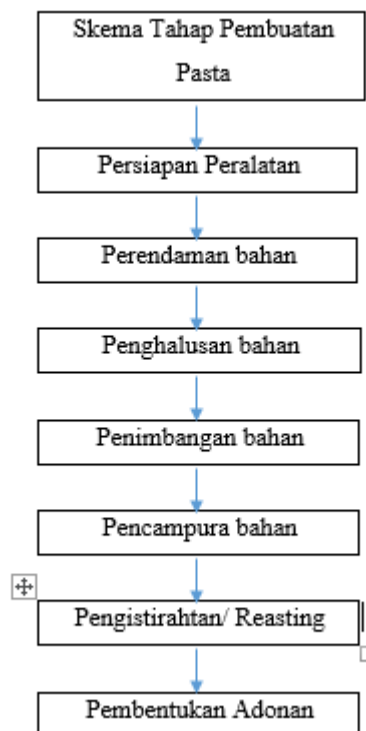 Skema Tahap Pembuatan
Pasta
Persiapan Peralatan
Perendaman bahan
Penghalusan bahan
Penimbangan bahan
Pencampura bahan
Pengistirahtan/ Reasting
Pembentukan Adonan